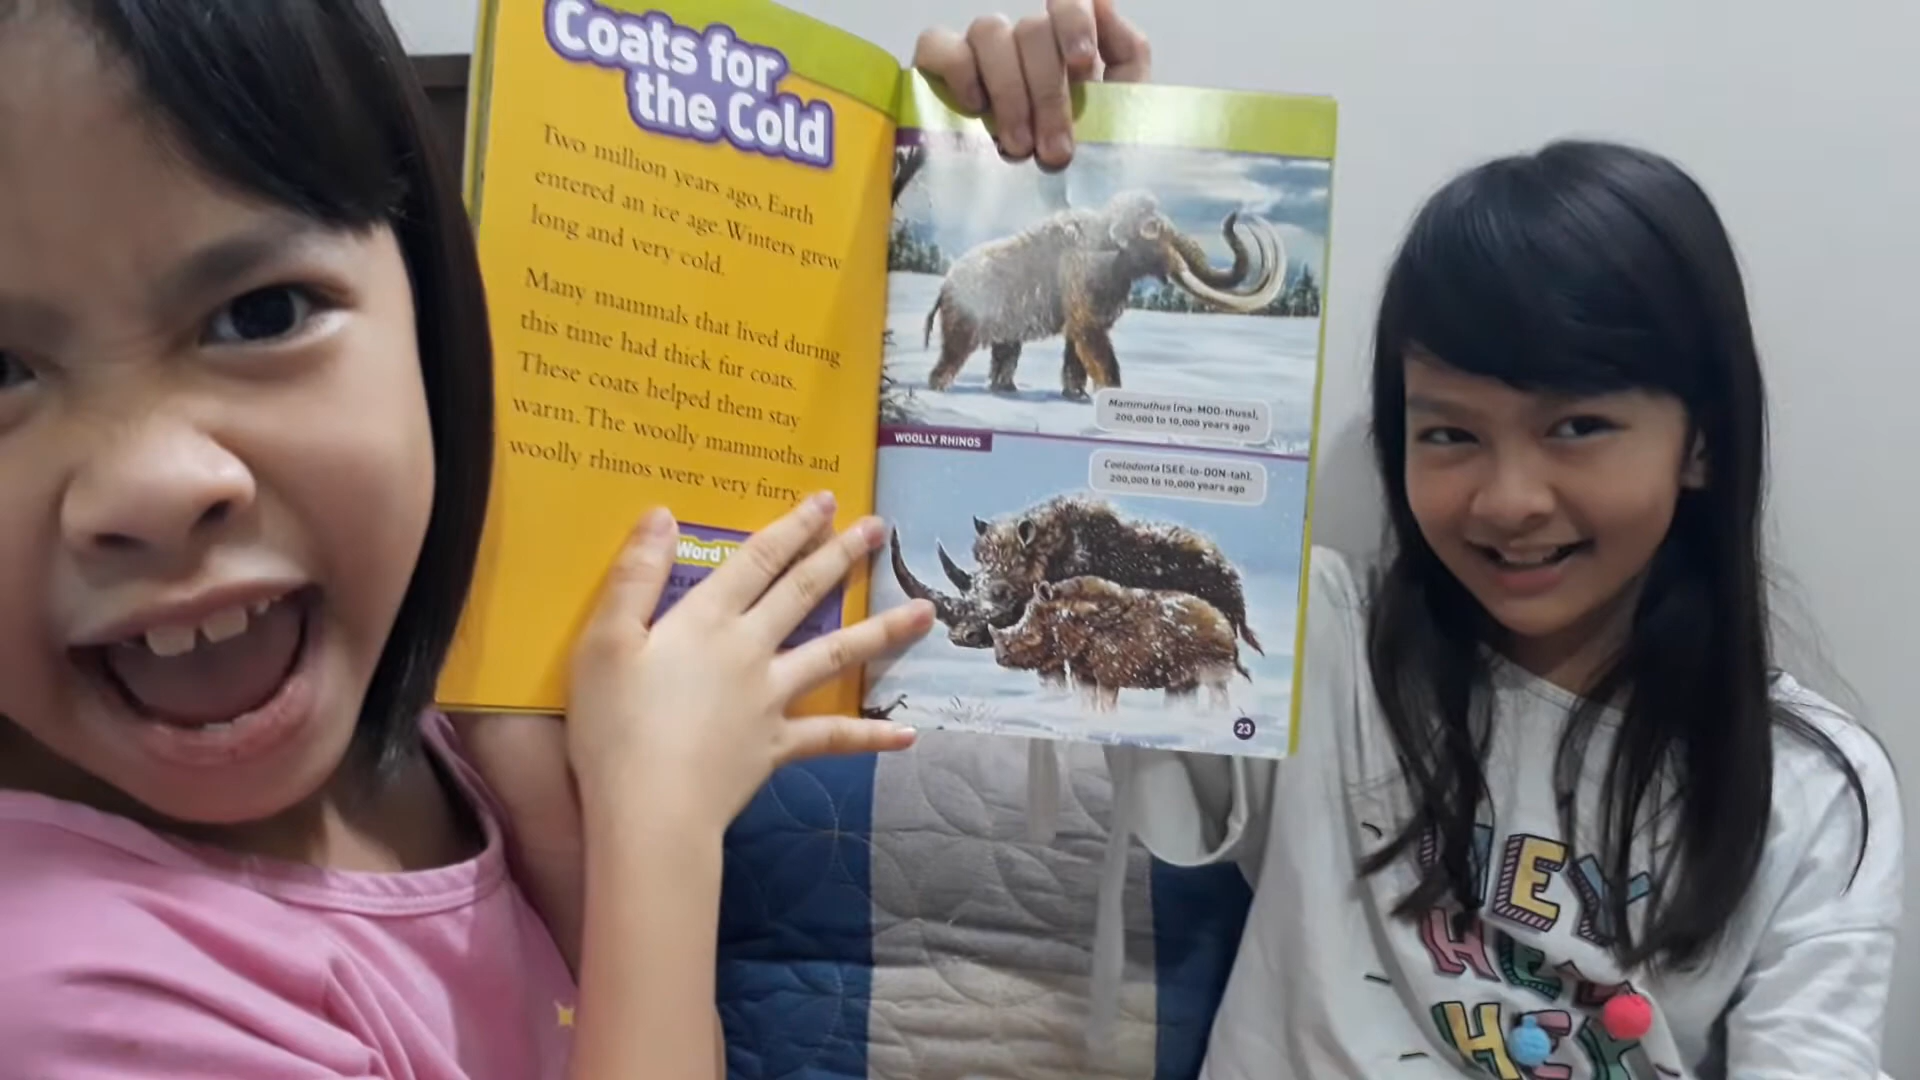 Coats for
the Cold
Two million years ago, Earth
entered an ice age. Winters grew
long and very cold.
Many mammals that lived during
this time had thick fur coats.
These coats helped them stay
warm. The woolly mammoths and
woolly rhinos were very furry.
Word
Mammuthus (ma-MOO-thuss),
200,000 to 10,000 years ago
WOOLLY RHINOS
Coelodonta (SEE-lo-DON-tah),
200,000 to 10,000 years ago
23
HEY
HEY
HEY